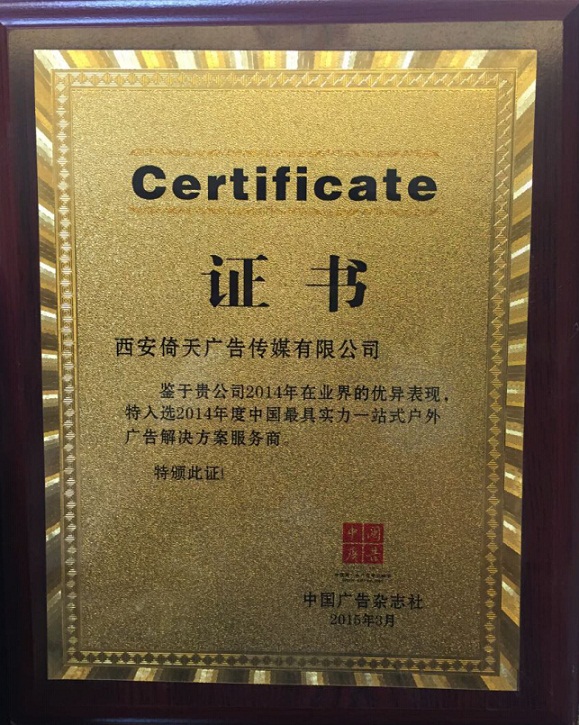 Certificate
证书
西安倚天广告传媒有限公司
鉴于贵公司2014年在业界的优异表现，
特入选2014年度中国最具实力一站式户外
广告解决方案服务商。
特颁此证!
中国
广告
中国广告杂志社
2015年3月